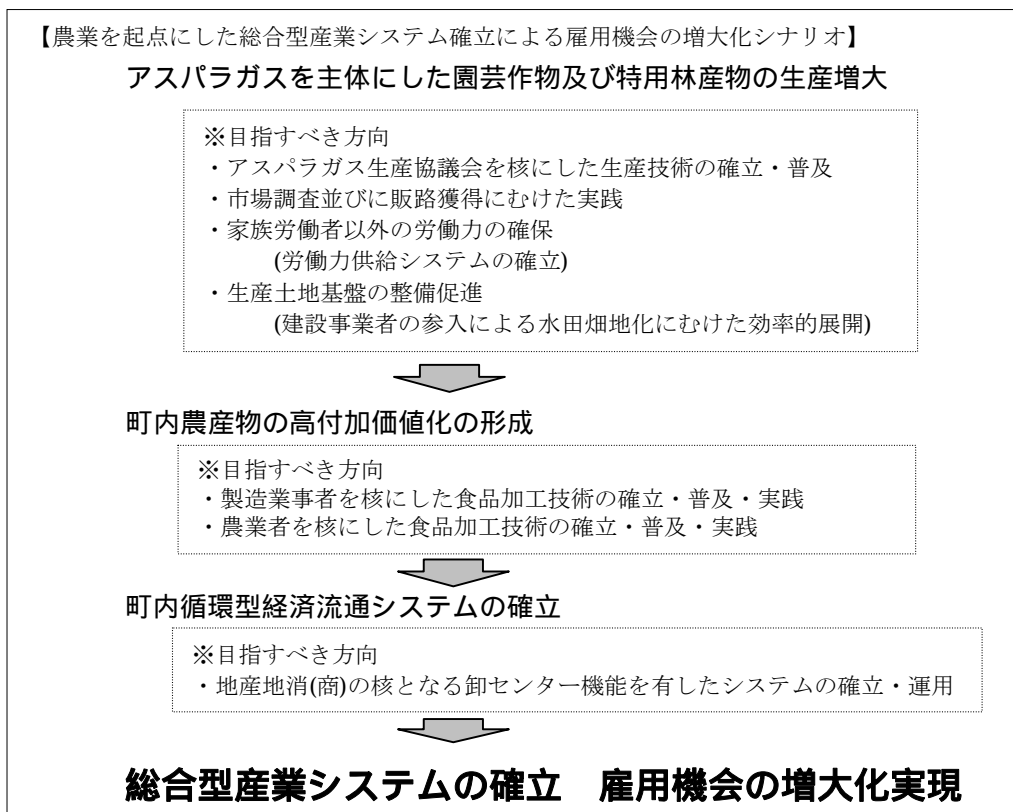 【農業を起点にした総合型産業システム確立による雇用機会の増大化シナリオ】
アスパラガスを主体にした園芸作物及び特用林産物の生産増大
※目指すべき方向
・アスパラガス生産協議会を核にした生産技術の確立・普及
・市場調査並びに販路獲得にむけた実践
・家族労働者以外の労働力の確保
(労働力供給システムの確立)
・生産土地基盤の整備促進
(建設事業者の参入による水田畑地化にむけた効率的展開)
町内農産物の高付加価値化の形成
※目指すべき方向
・製造業事者を核にした食品加工技術の確立・普及・実践
・農業者を核にした食品加工技術の確立・普及・実践
町内循環型経済流通システムの確立
※目指すべき方向
・地産地消(商)の核となる卸センター機能を有したシステムの確立・運用
総合型産業システムの確立　雇用機会の増大化実現